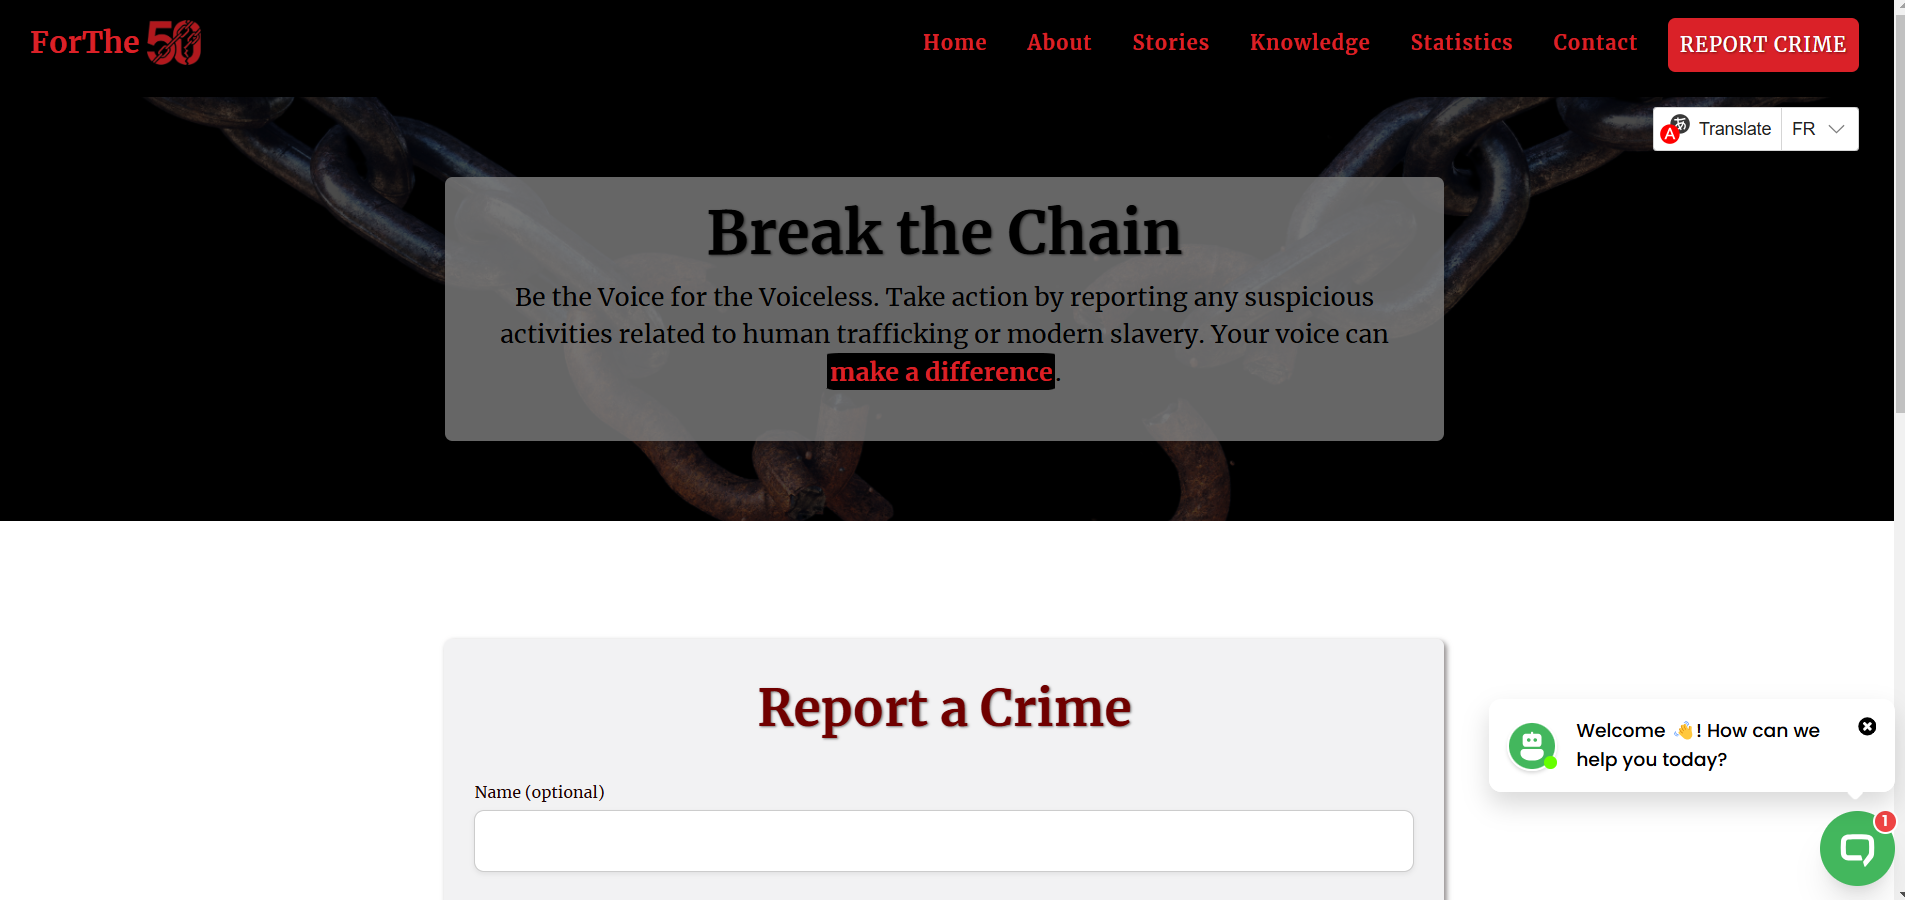 ForThe 50
Home
About
Stories
Knowledge
Statistics
Contact
REPORT CRIME
Translate
FR
Break the Chain
Be the Voice for the Voiceless. Take action by reporting any suspicious
activities related to human trafficking or modern slavery. Your voice can
make a difference.
Report a Crime
Name (optional)
Welcome 👋! How can we
help you today?
1